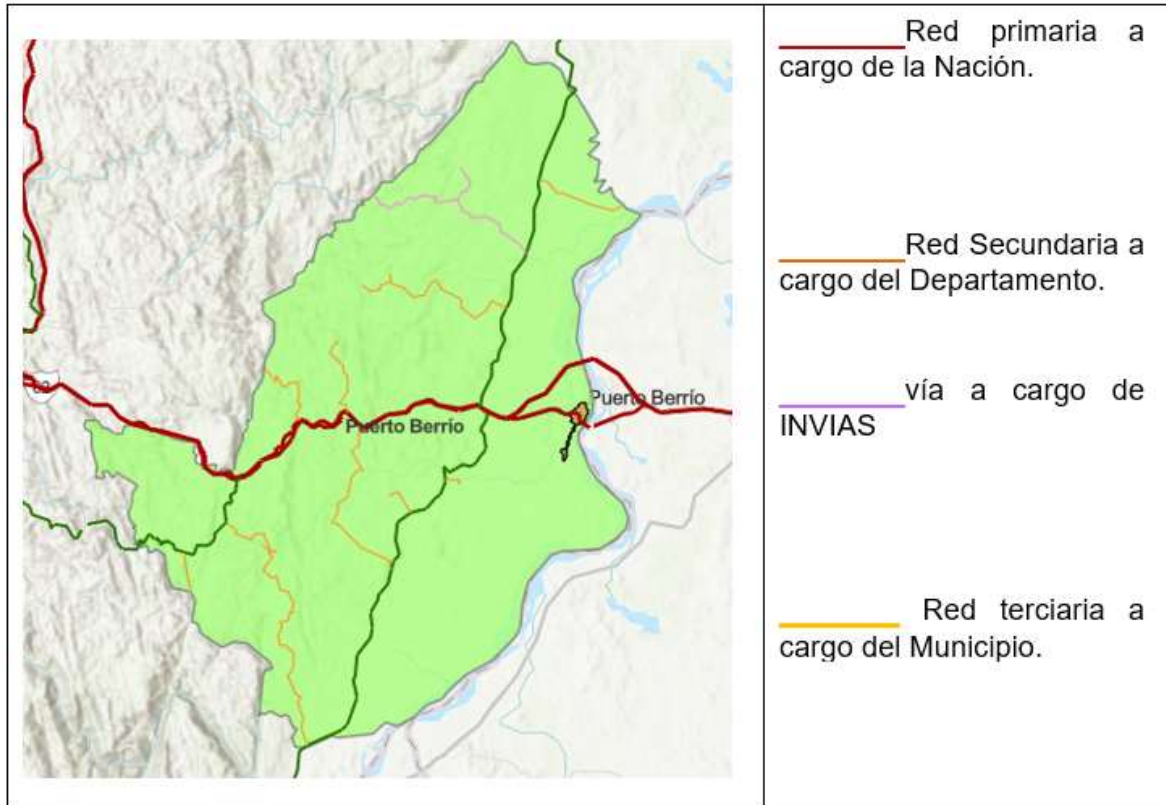 Red primaria a
cargo de la Nación.
Red Secundaria a
cargo del Departamento.
vía a cargo de
INVIAS
Red terciaria a
cargo del Municipio.
Puerto Berrío
Puerto Berrío